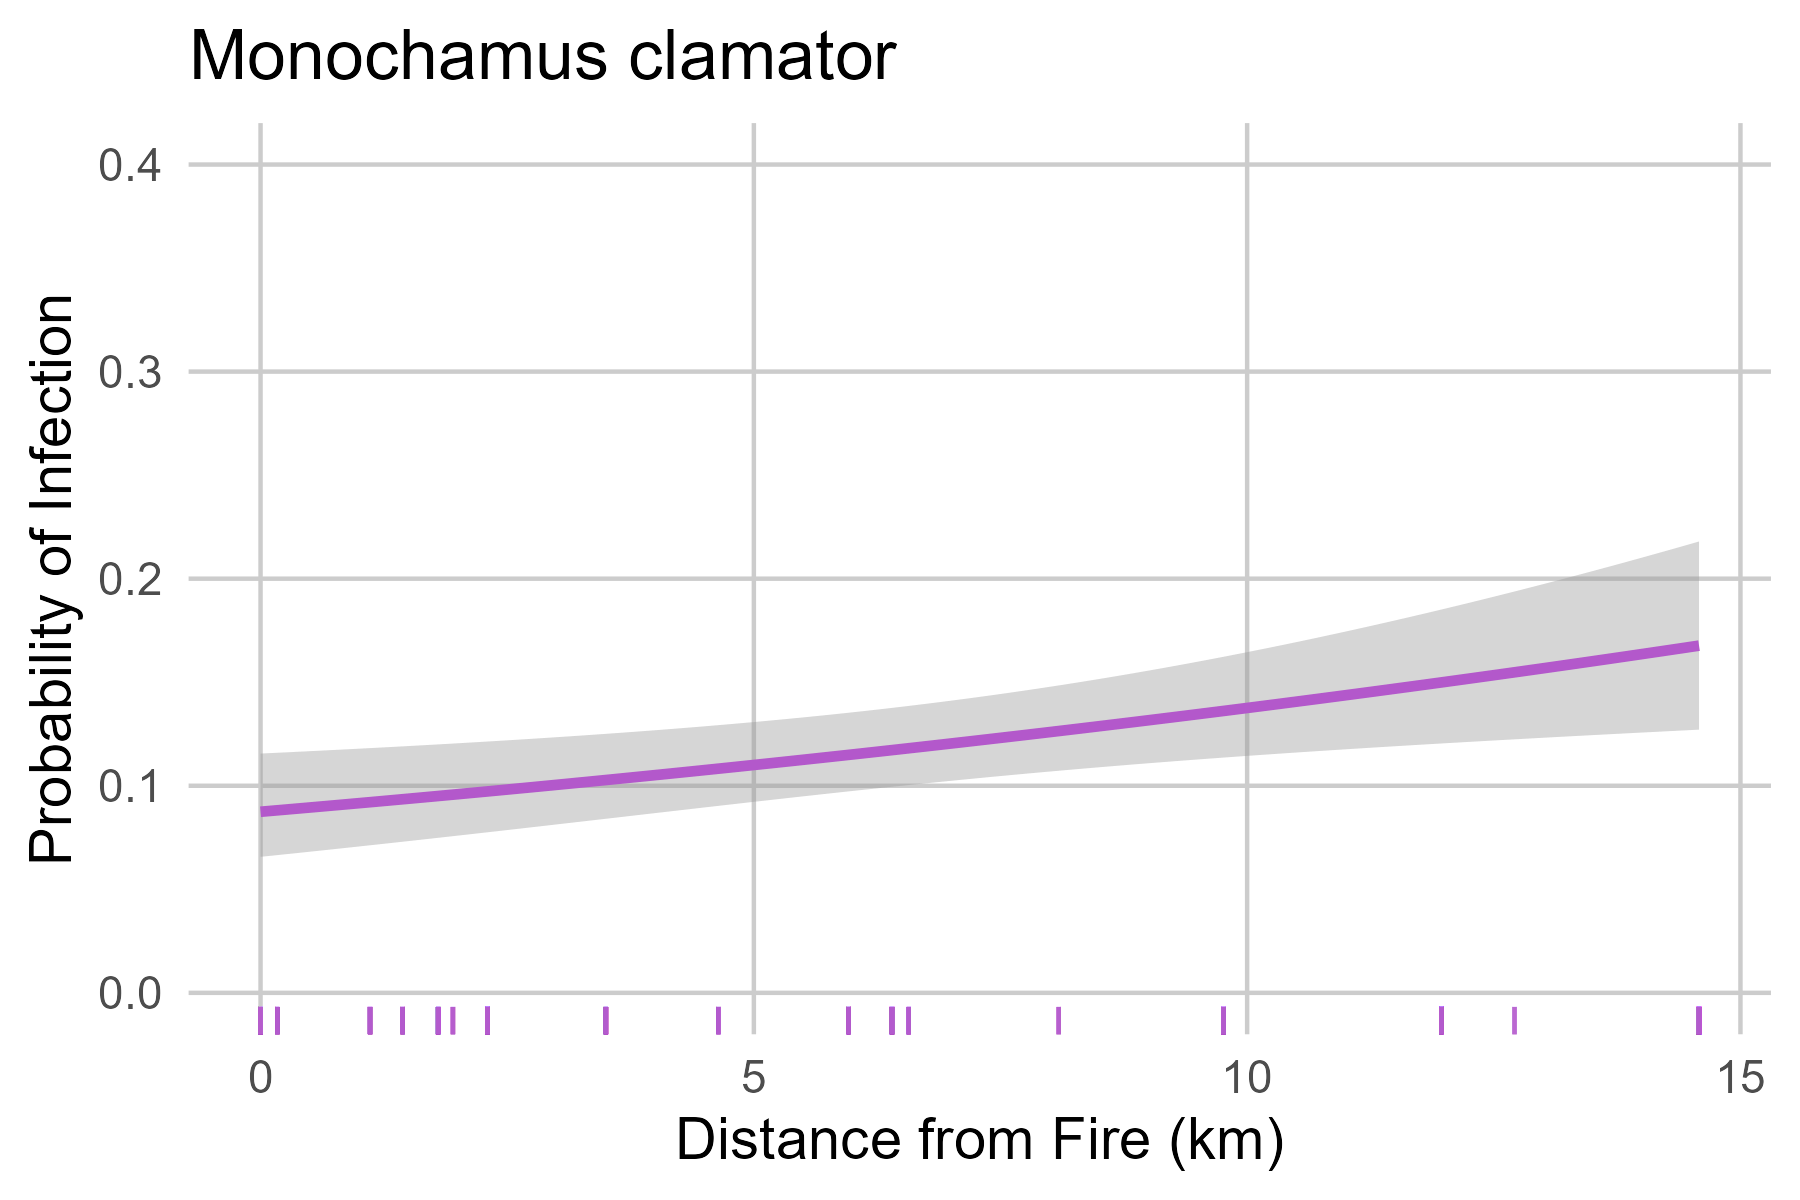 Monochamus clamator
Probability of Infection
0.4
0.3
0.2
0.1
0.0
0 5 10 15
Distance from Fire (km)